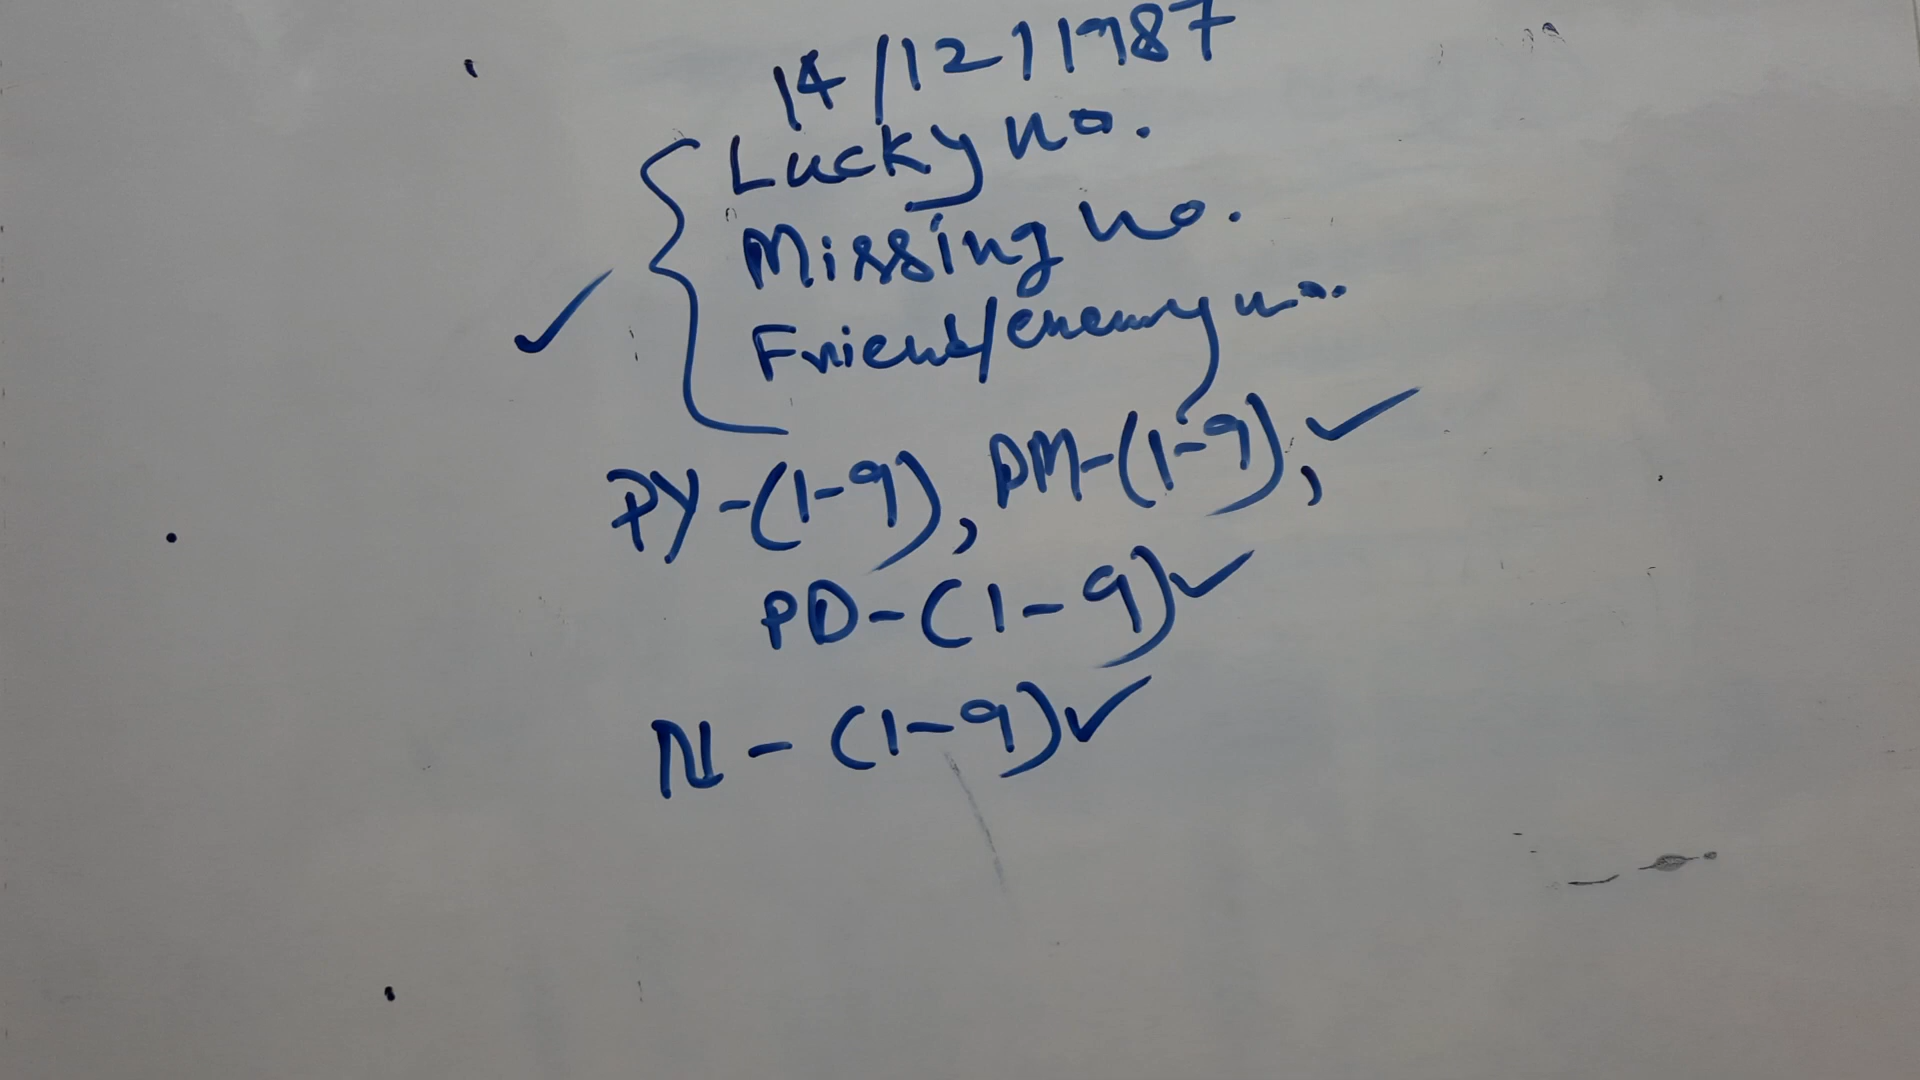 14/12/1987
Lucky no.
Missing no.
Friend/enemy no.
PY-(1-9), PM-(1-9),
PD-(1-9)
N-(1-9)